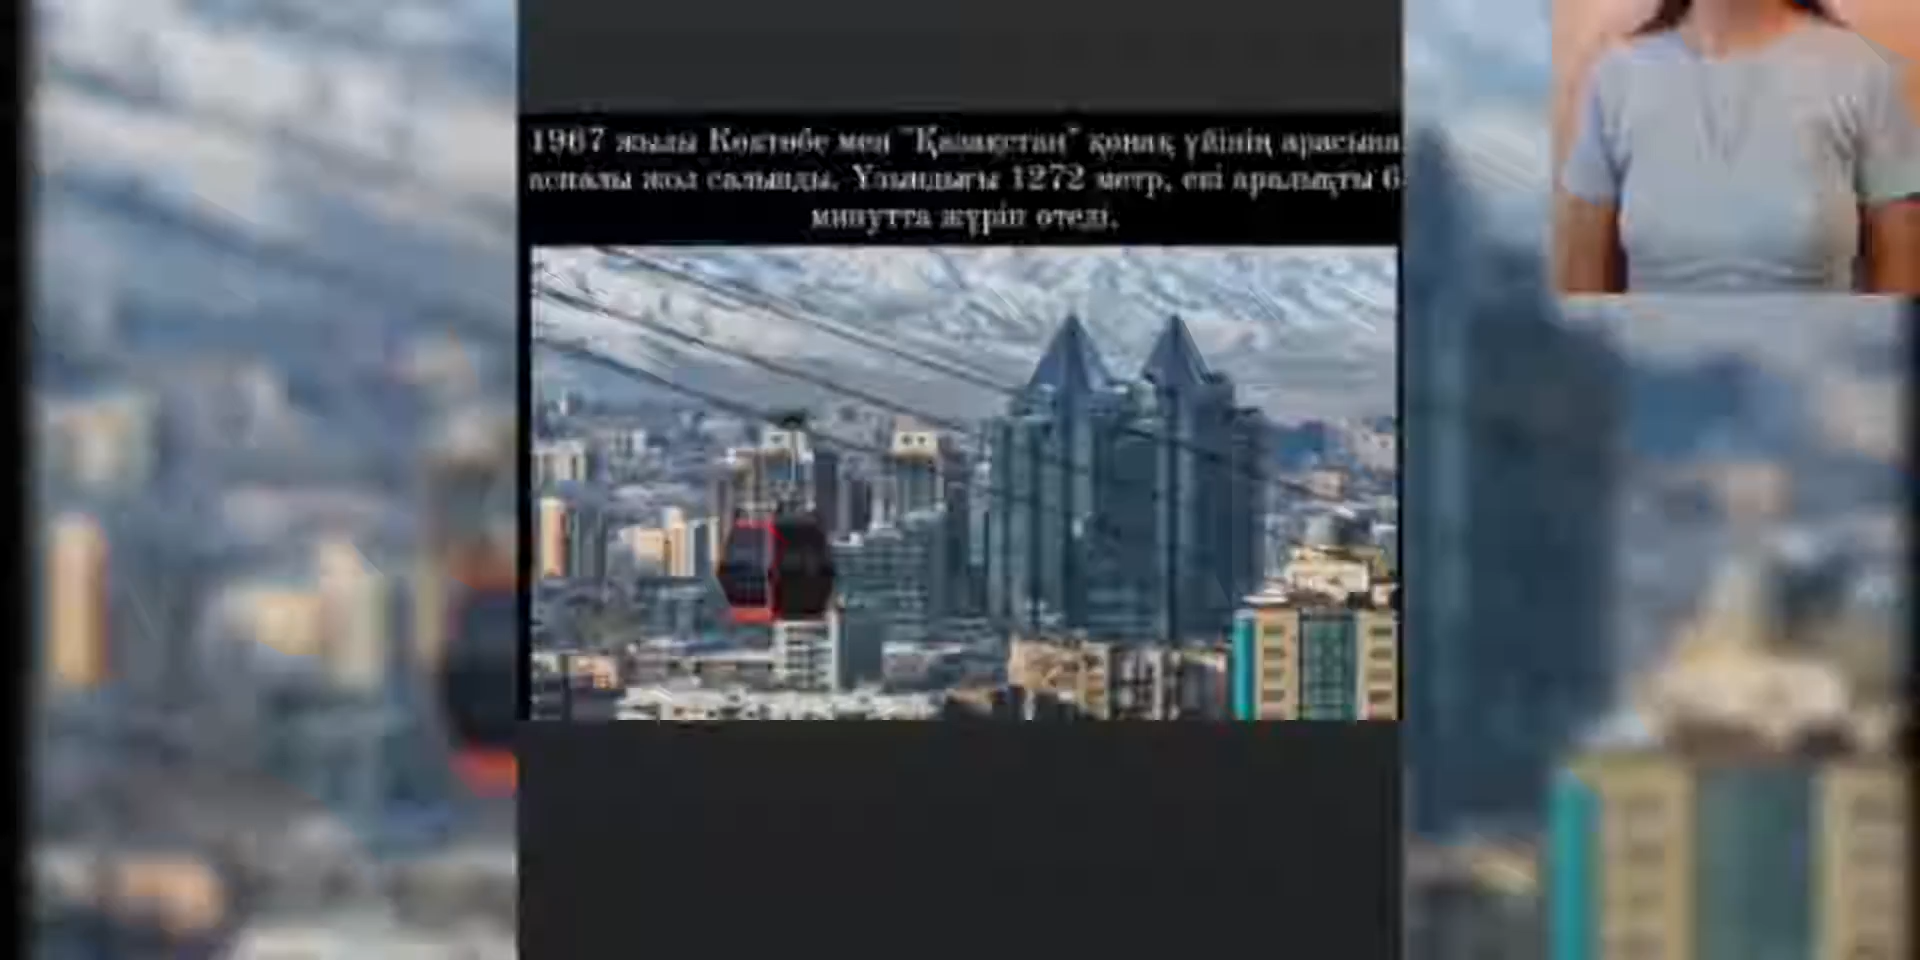 1967 жылы Көктөбе мен "Қазақстан" қонақ үйінің арасына
аспалы жол салынды. Ұзындығы 1272 метр, екі аралықты 6-
минутта жүріп өтеді.